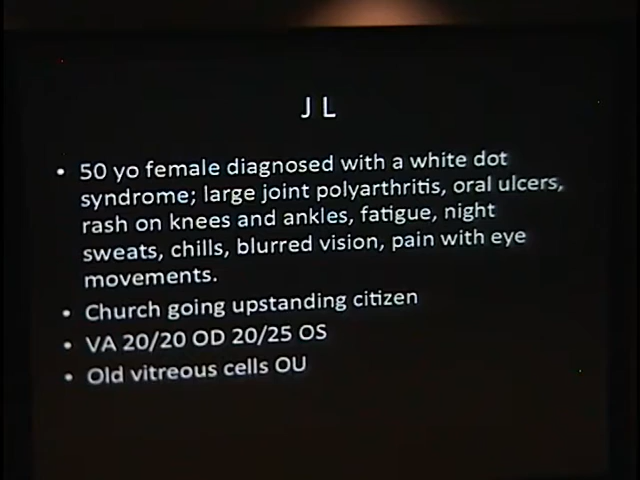 J L
• 50 yo female diagnosed with a white dot
syndrome; large joint polyarthritis, oral ulcers,
rash on knees and ankles, fatigue, night
sweats, chills, blurred vision, pain with eye
movements.
• Church going upstanding citizen
• VA 20/20 OD 20/25 OS
• Old vitreous cells OU